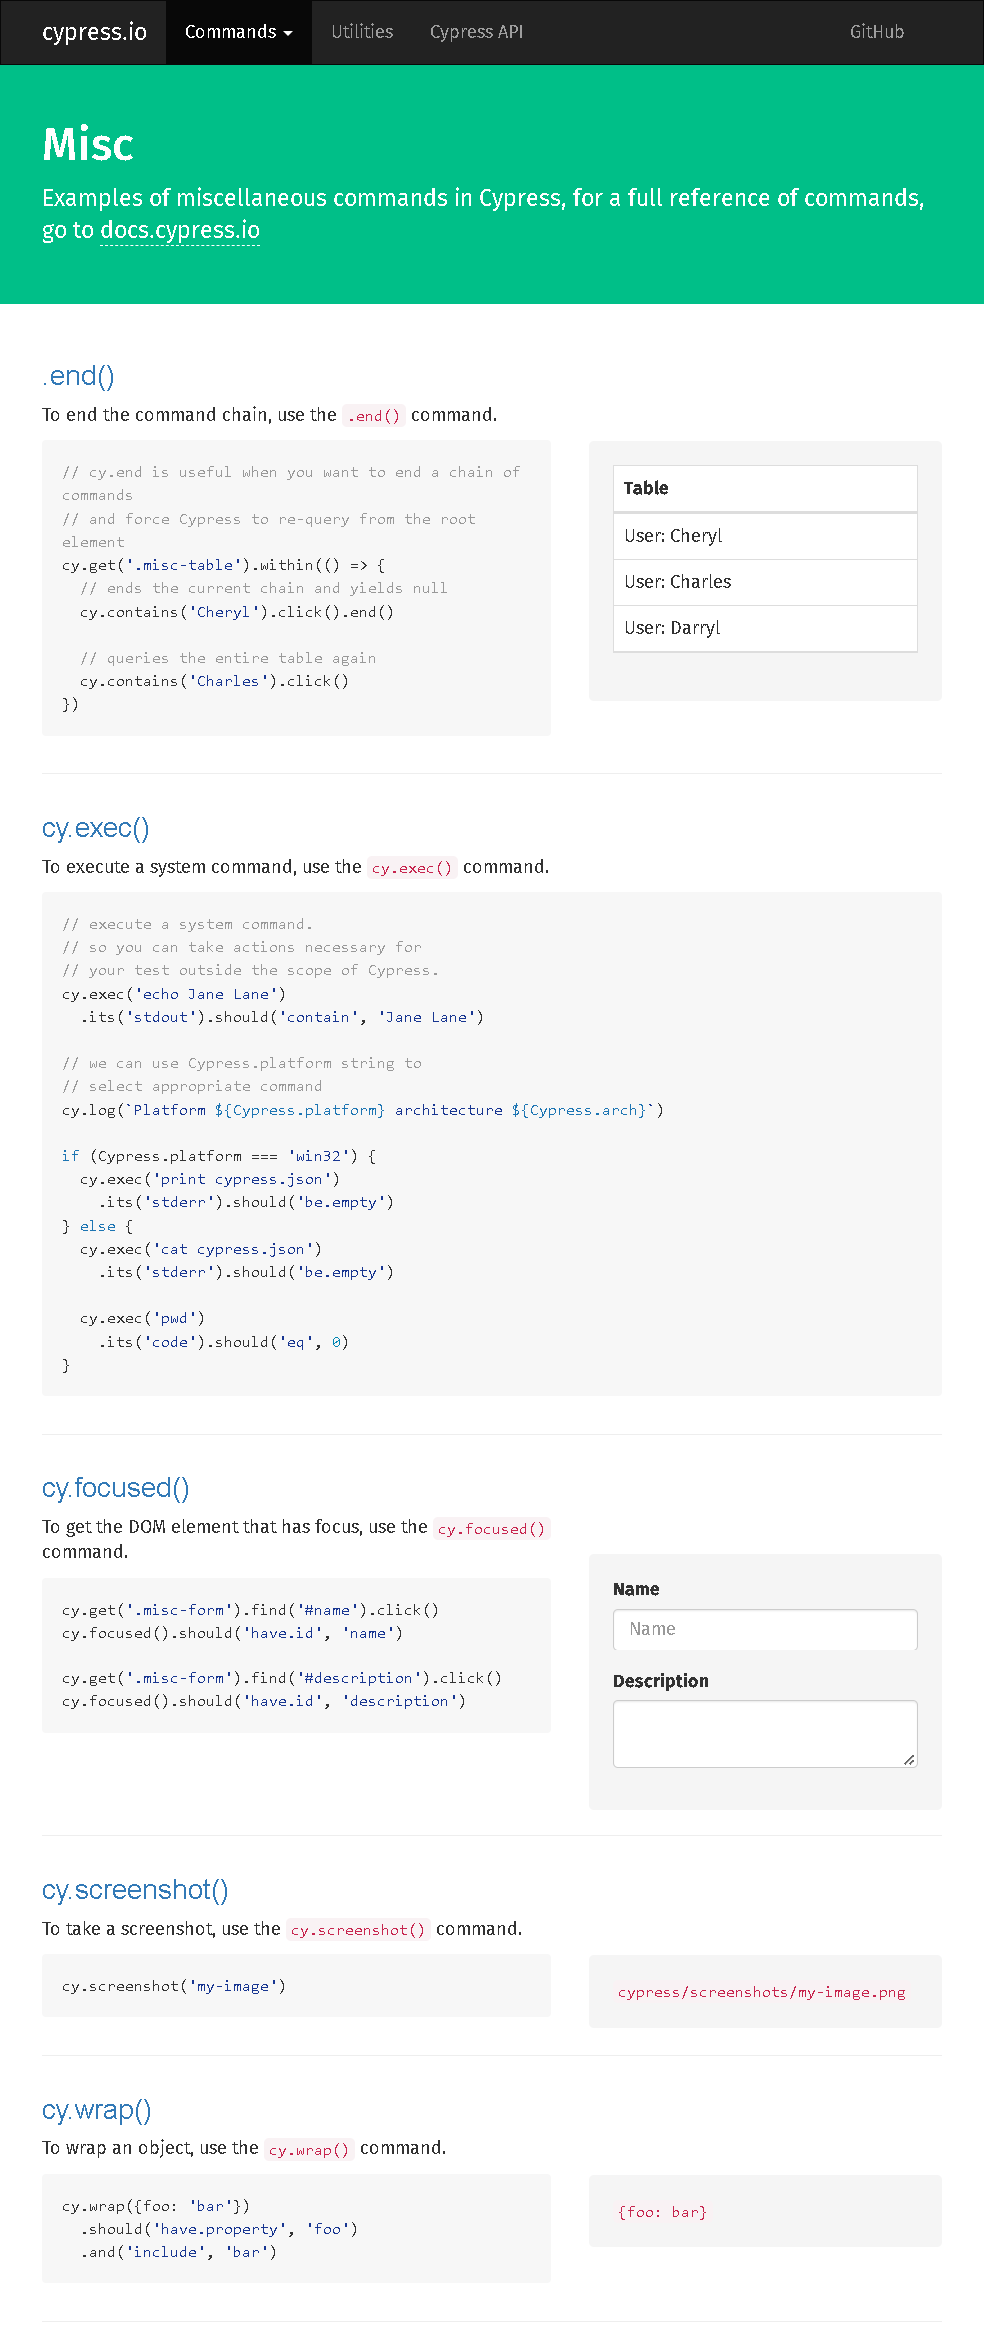 cypress.io Commands Utilities Cypress API GitHub
Misc
Examples of miscellaneous commands in Cypress, for a full reference of commands,
go to docs.cypress.io
.end()
To end the command chain, use the .end() command.
// cy.end is useful when you want to end a chain of
commands
// and force Cypress to re-query from the root
element
cy.get('.misc-table').within(() => {
  // ends the current chain and yields null
  cy.contains('Cheryl').click().end()
  // queries the entire table again
  cy.contains('Charles').click()
})
Table
User: Cheryl
User: Charles
User: Darryl
cy.exec()
To execute a system command, use the cy.exec() command.
// execute a system command.
// so you can take actions necessary for
// your test outside the scope of Cypress.
cy.exec('echo Jane Lane')
  .its('stdout').should('contain', 'Jane Lane')
// we can use Cypress.platform string to
// select appropriate command
cy.log(`Platform ${Cypress.platform} architecture ${Cypress.arch}`)
if (Cypress.platform === 'win32') {
  cy.exec('print cypress.json')
    .its('stderr').should('be.empty')
} else {
  cy.exec('cat cypress.json')
    .its('stderr').should('be.empty')
  cy.exec('pwd')
    .its('code').should('eq', 0)
}
cy.focused()
To get the DOM element that has focus, use the cy.focused()
command.
cy.get('.misc-form').find('#name').click()
cy.focused().should('have.id', 'name')
cy.get('.misc-form').find('#description').click()
cy.focused().should('have.id', 'description')
Name
Name
Description
cy.screenshot()
To take a screenshot, use the cy.screenshot() command.
cy.screenshot('my-image')
cypress/screenshots/my-image.png
cy.wrap()
To wrap an object, use the cy.wrap() command.
cy.wrap({foo: 'bar'})
  .should('have.property', 'foo')
  .and('include', 'bar')
{foo: bar}